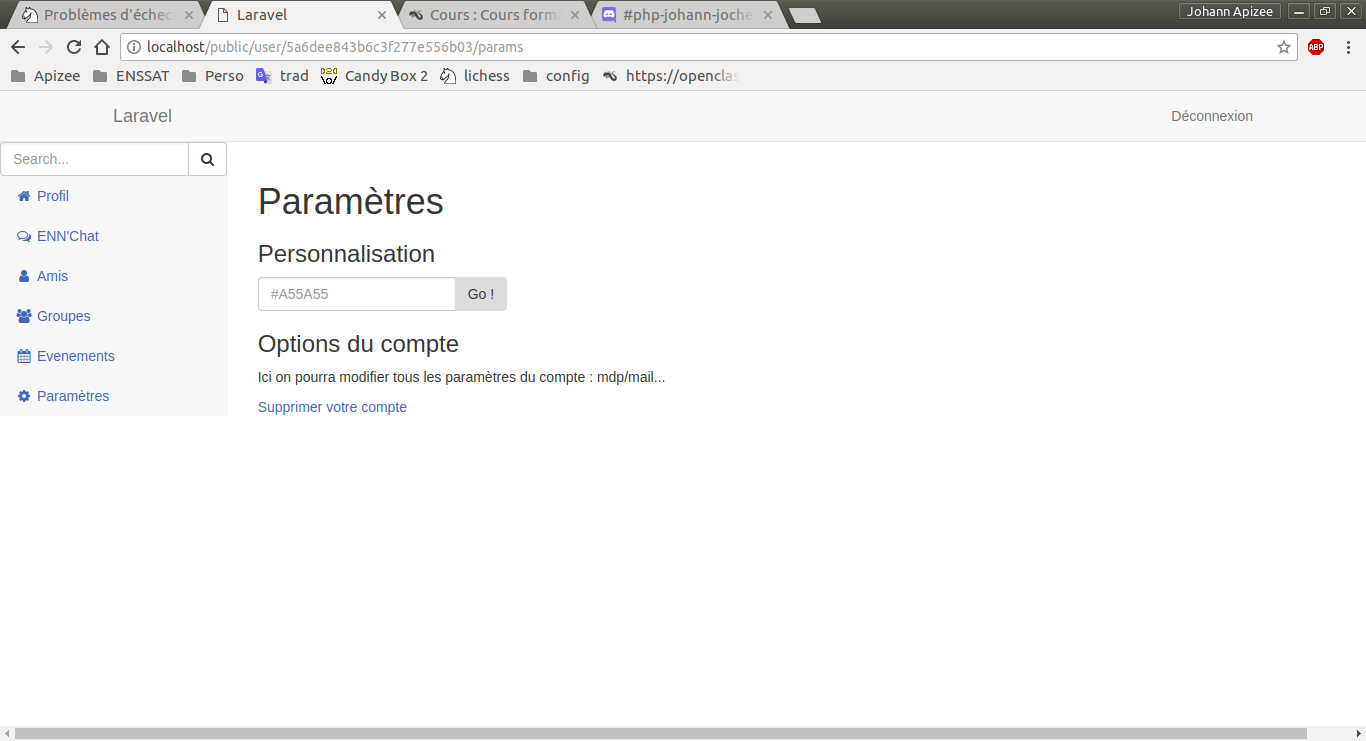 Problèmes d'échecs
Laravel
Cours : Cours forma
#php-johann-joche
Johann Apizee
localhost/public/user/5a6dee843b6c3f277e556b03/params
ABP
Apizee
ENSSAT
Perso
trad
Candy Box 2
lichess
config
https://openclas
Laravel
Déconnexion
Search...
Profil
ENN'Chat
Amis
Groupes
Evenements
Paramètres
Paramètres
Personnalisation
#A55A55
Go !
Options du compte
Ici on pourra modifier tous les paramètres du compte : mdp/mail...
Supprimer votre compte